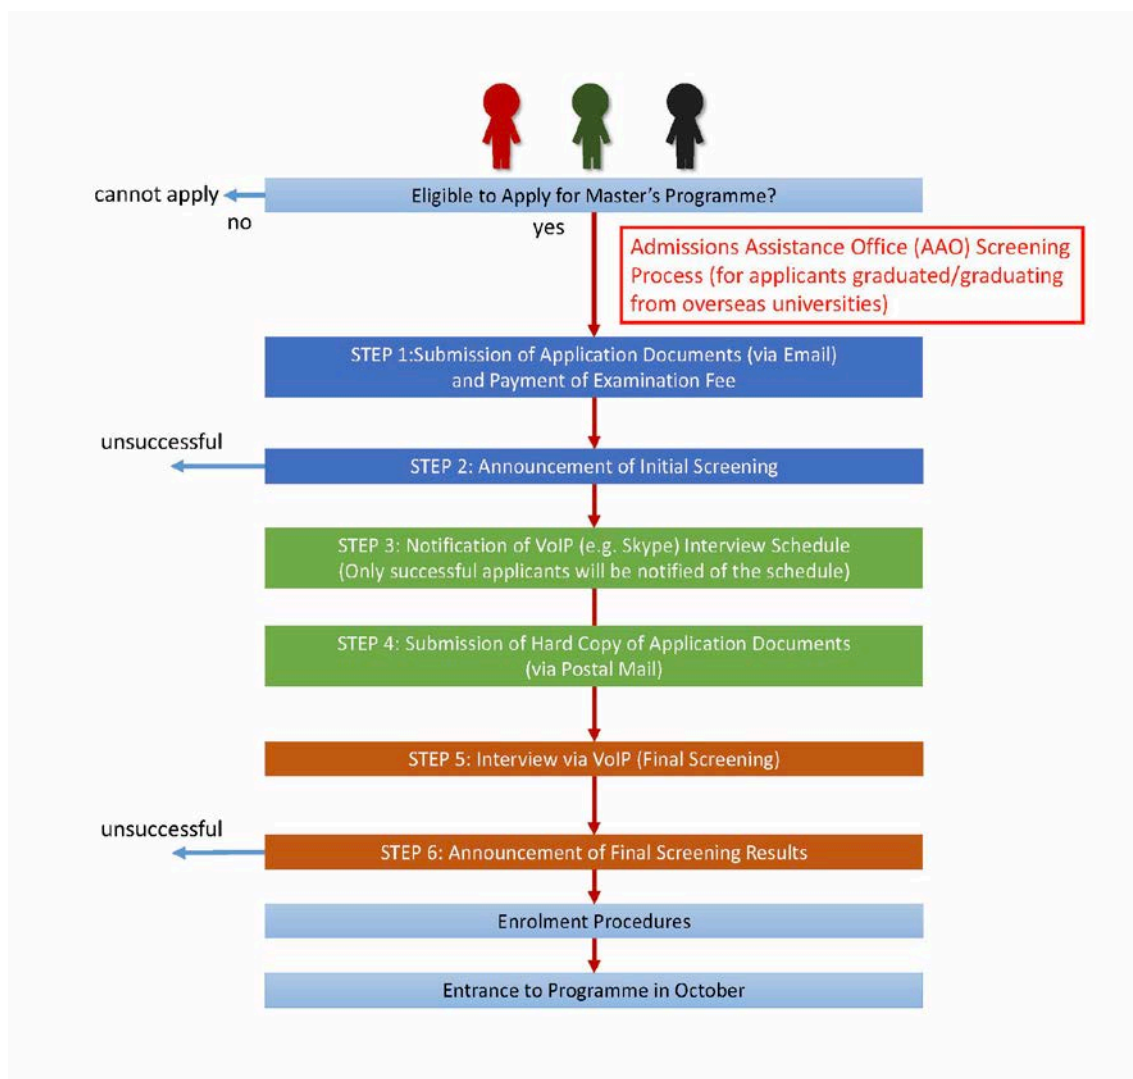 Eligible to Apply for Master's Programme?
cannot apply
no
yes
Admissions Assistance Office (AAO) Screening
Process (for applicants graduated/graduating
from overseas universities)
STEP 1:Submission of Application Documents (via Email)
and Payment of Examination Fee
unsuccessful
STEP 2: Announcement of Initial Screening
STEP 3: Notification of VoIP (e.g. Skype) Interview Schedule
(Only successful applicants will be notified of the schedule)
STEP 4: Submission of Hard Copy of Application Documents
(via Postal Mail)
STEP 5: Interview via VoIP (Final Screening)
unsuccessful
STEP 6: Announcement of Final Screening Results
Enrolment Procedures
Entrance to Programme in October